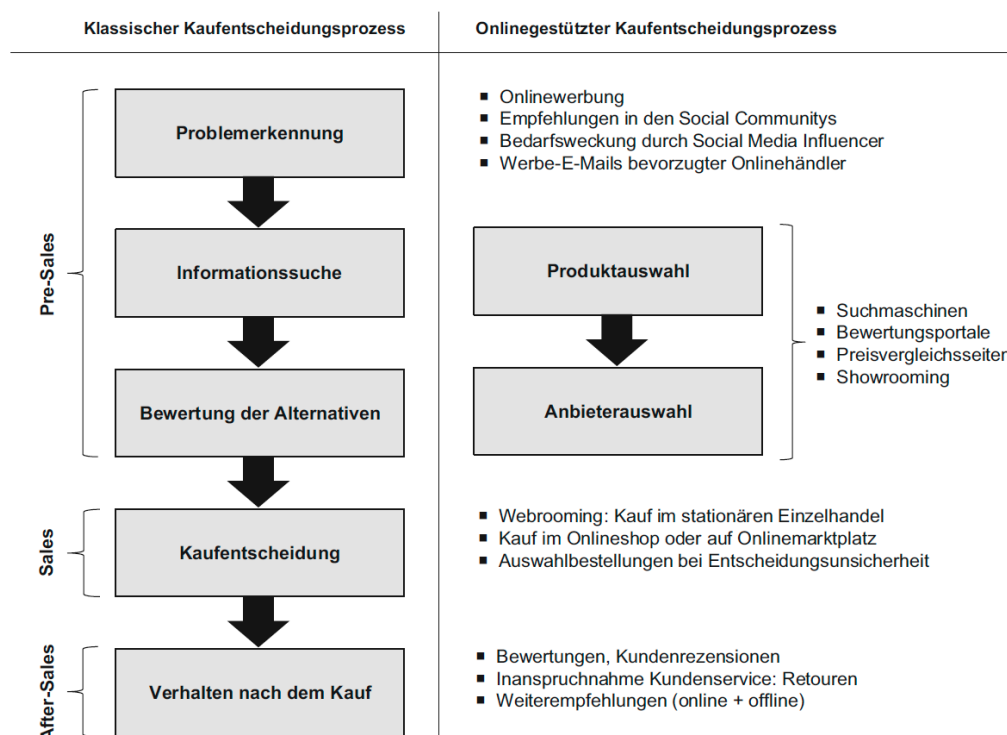 Klassischer Kaufentscheidungsprozess
Onlinegestützter Kaufentscheidungsprozess
Pre-Sales
Problemerkennung
▪ Onlinewerbung
▪ Empfehlungen in den Social Communitys
▪ Bedarfsweckung durch Social Media Influencer
▪ Werbe-E-Mails bevorzugter Onlinehändler
Informationssuche
Produktauswahl
Bewertung der Alternativen
Anbieterauswahl
▪ Suchmaschinen
▪ Bewertungsportale
▪ Preisvergleichsseiter
▪ Showrooming
Sales
Kaufentscheidung
▪ Webrooming: Kauf im stationären Einzelhandel
▪ Kauf im Onlineshop oder auf Onlinemarktplatz
▪ Auswahlbestellungen bei Entscheidungsunsicherheit
After-Sales
Verhalten nach dem Kauf
▪ Bewertungen, Kundenrezensionen
▪ Inanspruchnahme Kundenservice: Retouren
▪ Weiterempfehlungen (online + offline)